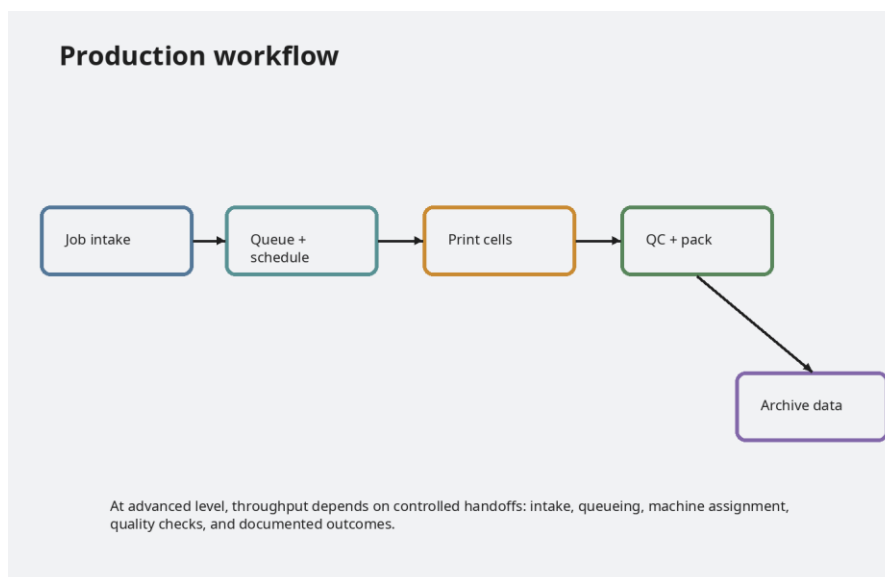 Production workflow
Job intake
Queue +
schedule
Print cells
QC + pack
Archive data
At advanced level, throughput depends on controlled handoffs: intake, queueing, machine assignment,
quality checks, and documented outcomes.